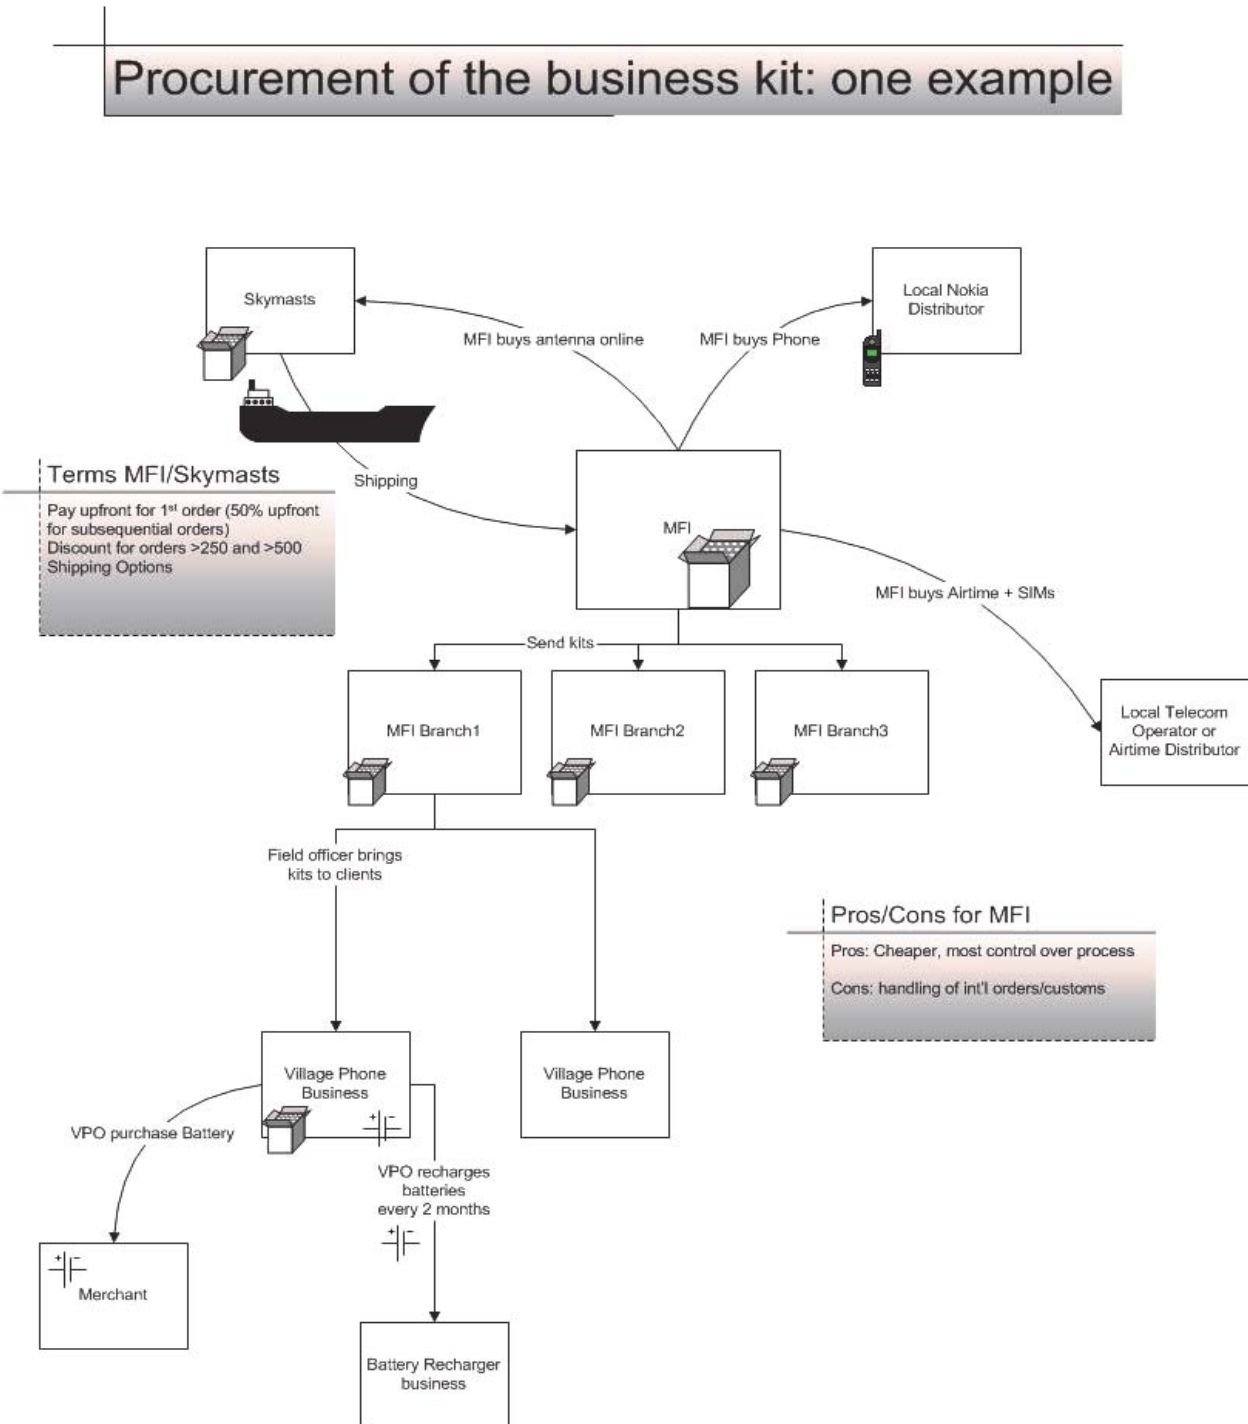 Procurement of the business kit: one example
Skymasts
Local Nokia
Distributor
MFI buys antenna online
MFI buys Phone
Terms MFI/Skymasts
Pay upfront for 1st order (50% upfront
for subsequential orders)
Discount for orders >250 and >500
Shipping Options
Shipping
MFI
MFI buys Airtime + SIMs
Send kits
MFI Branch1
MFI Branch2
MFI Branch3
Local Telecom
Operator or
Airtime Distributor
Field officer brings
kits to clients
Pros/Cons for MFI
Pros: Cheaper, most control over process
Cons: handling of int'l orders/customs
Village Phone
Business
Village Phone
Business
VPO purchase Battery
VPO recharges
batteries
every 2 months
Merchant
Battery Recharger
business